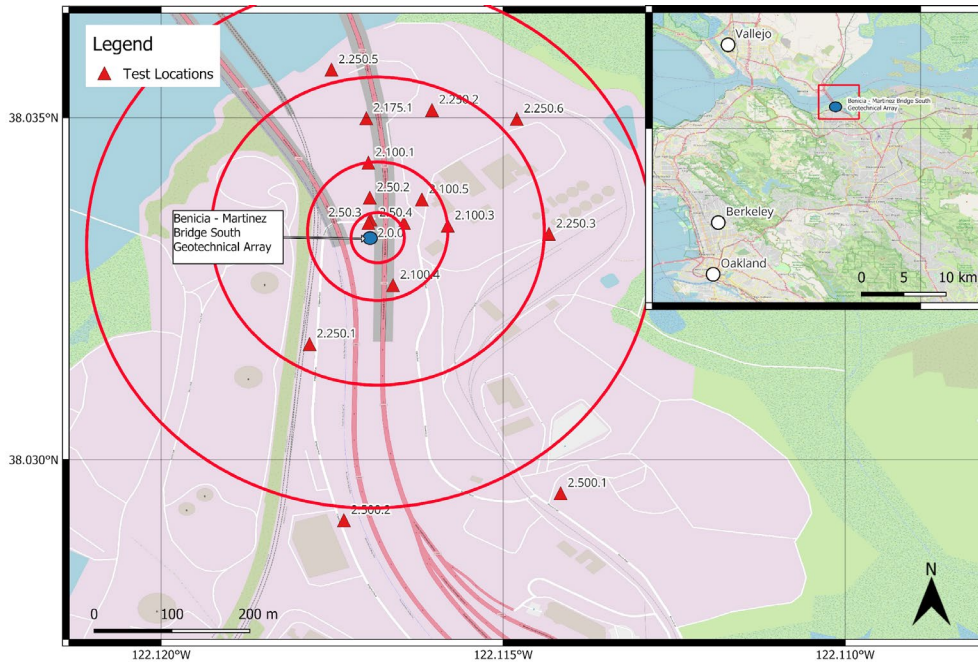 Legend
Test Locations
2.250.5
2.175.1
2.250.2
2.250.6
2.100.1
2.50.2
2.100.5
2.50.3
2.50.4
2.100.3
2.250.3
2.0.0
Benicia - Martinez
Bridge South
Geotechnical Array
2.100.4
2.250.1
2.500.1
2.500.2
38.035°N
38.030°N
0 100 200 m
N
122.120°W 122.115°W 122.110°W
Vallejo
Benicia - Martinez Bridge South
Geotechnical Array
Berkeley
Oakland
0 5 10 km